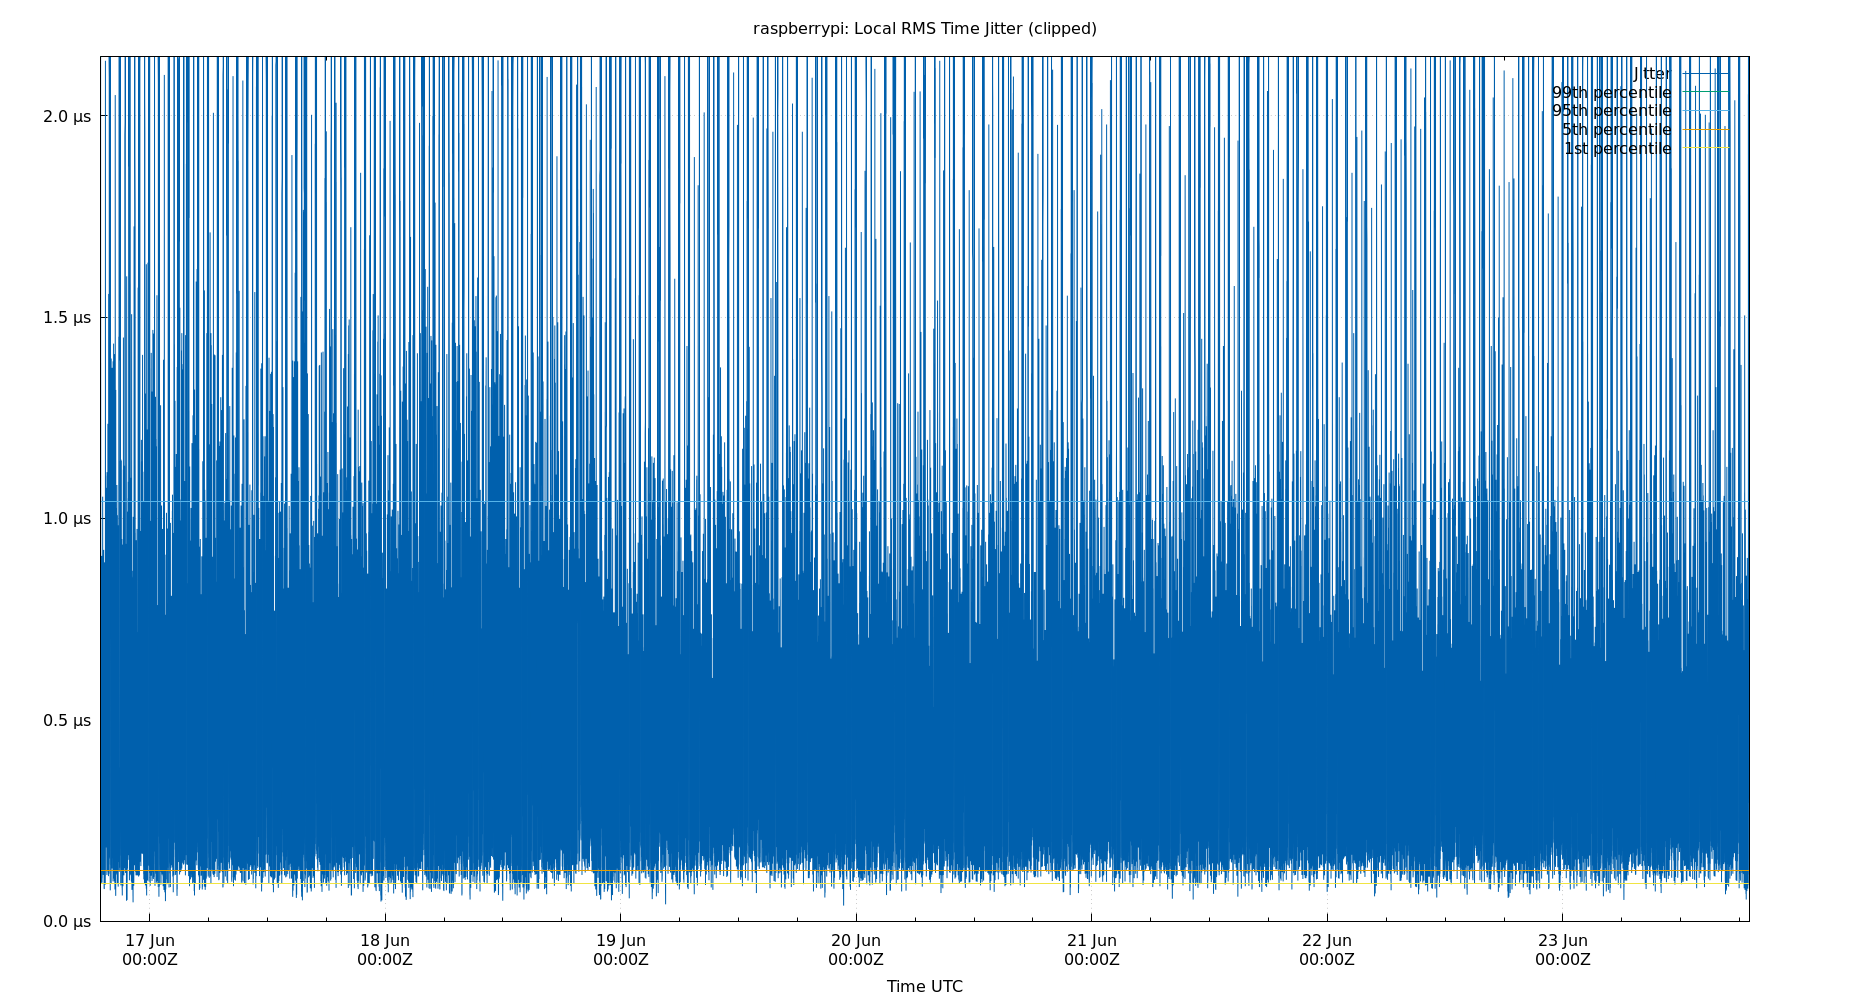 raspberrypi: Local RMS Time Jitter (clipped)
Jitter
99th percentile
95th percentile
5th percentile
1st percentile
2.0 μs
1.5 μs
1.0 μs
0.5 μs
0.0 μs
17 Jun 18 Jun 19 Jun 20 Jun 21 Jun 22 Jun 23 Jun
00:00Z 00:00Z 00:00Z 00:00Z 00:00Z 00:00Z 00:00Z
Time UTC